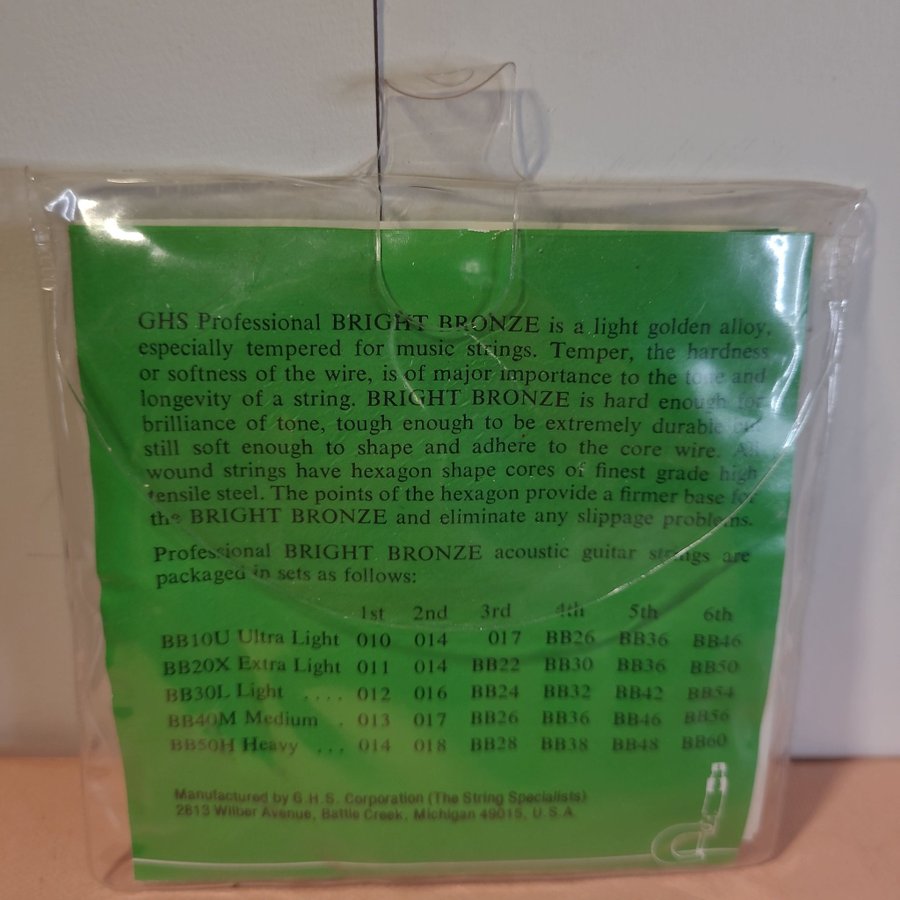 GHS Professional BRIGHT BRONZE is a light golden alloy,
especially tempered for music strings. Temper, the hardness
or softness of the wire, is of major importance to the tone and
longevity of a string. BRIGHT BRONZE is hard enough for
brilliance of tone, tough enough to be extremely durable but
still soft enough to shape and adhere to the core wire. All
wound strings have hexagon shape cores of finest grade high
tensile steel. The points of the hexagon provide a firmer base for
the BRIGHT BRONZE and eliminate any slippage problems.
Professional BRIGHT BRONZE acoustic guitar strings are
packaged in sets as follows:
1st 2nd 3rd 4th 5th 6th
BB10U Ultra Light 010 014 017 BB26 BB36 BB46
BB20X Extra Light 011 014 BB22 BB30 BB36 BB50
BB30L Light .... 012 016 BB24 BB32 BB42 BB54
BB40M Medium . 013 017 BB26 BB36 BB46 BB56
BB50H Heavy ... 014 018 BB28 BB38 BB48 BB60
Manufactured by G.H.S. Corporation (The String Specialists)
2813 Wilber Avenue, Battle Creek, Michigan 49015, U.S.A.